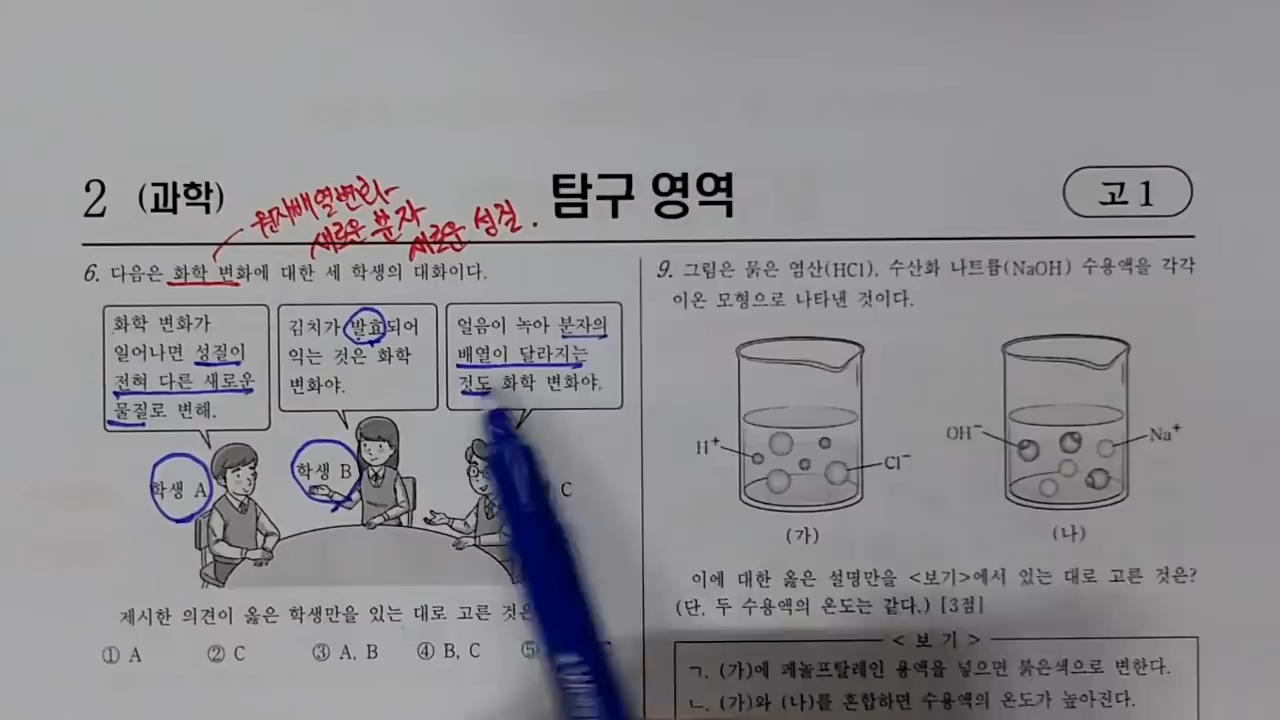 2 (과학)
탐구 영역
고 1
원자배열변화
새로운 분자
새로운 성질.
6. 다음은 화학 변화에 대한 세 학생의 대화이다.
화학 변화가
일어나면 성질이
전혀 다른 새로운
물질로 변해.
김치가 발효되어
익는 것은 화학
변화야.
얼음이 녹아 분자의
배열이 달라지는
것도 화학 변화야.
학생 A
학생 B
C
제시한 의견이 옳은 학생만을 있는 대로 고른 것은
① A ② C ③ A, B ④ B, C ⑤
9. 그림은 묽은 염산(HCl), 수산화 나트륨(NaOH) 수용액을 각각
이온 모형으로 나타낸 것이다.
H⁺
Cl⁻
OH⁻
Na⁺
(가)
(나)
이에 대한 옳은 설명만을 <보기>에서 있는 대로 고른 것은?
(단, 두 수용액의 온도는 같다.) [3점]
< 보 기 >
ㄱ. (가)에 페놀프탈레인 용액을 넣으면 붉은색으로 변한다.
ㄴ. (가)와 (나)를 혼합하면 수용액의 온도가 높아진다.